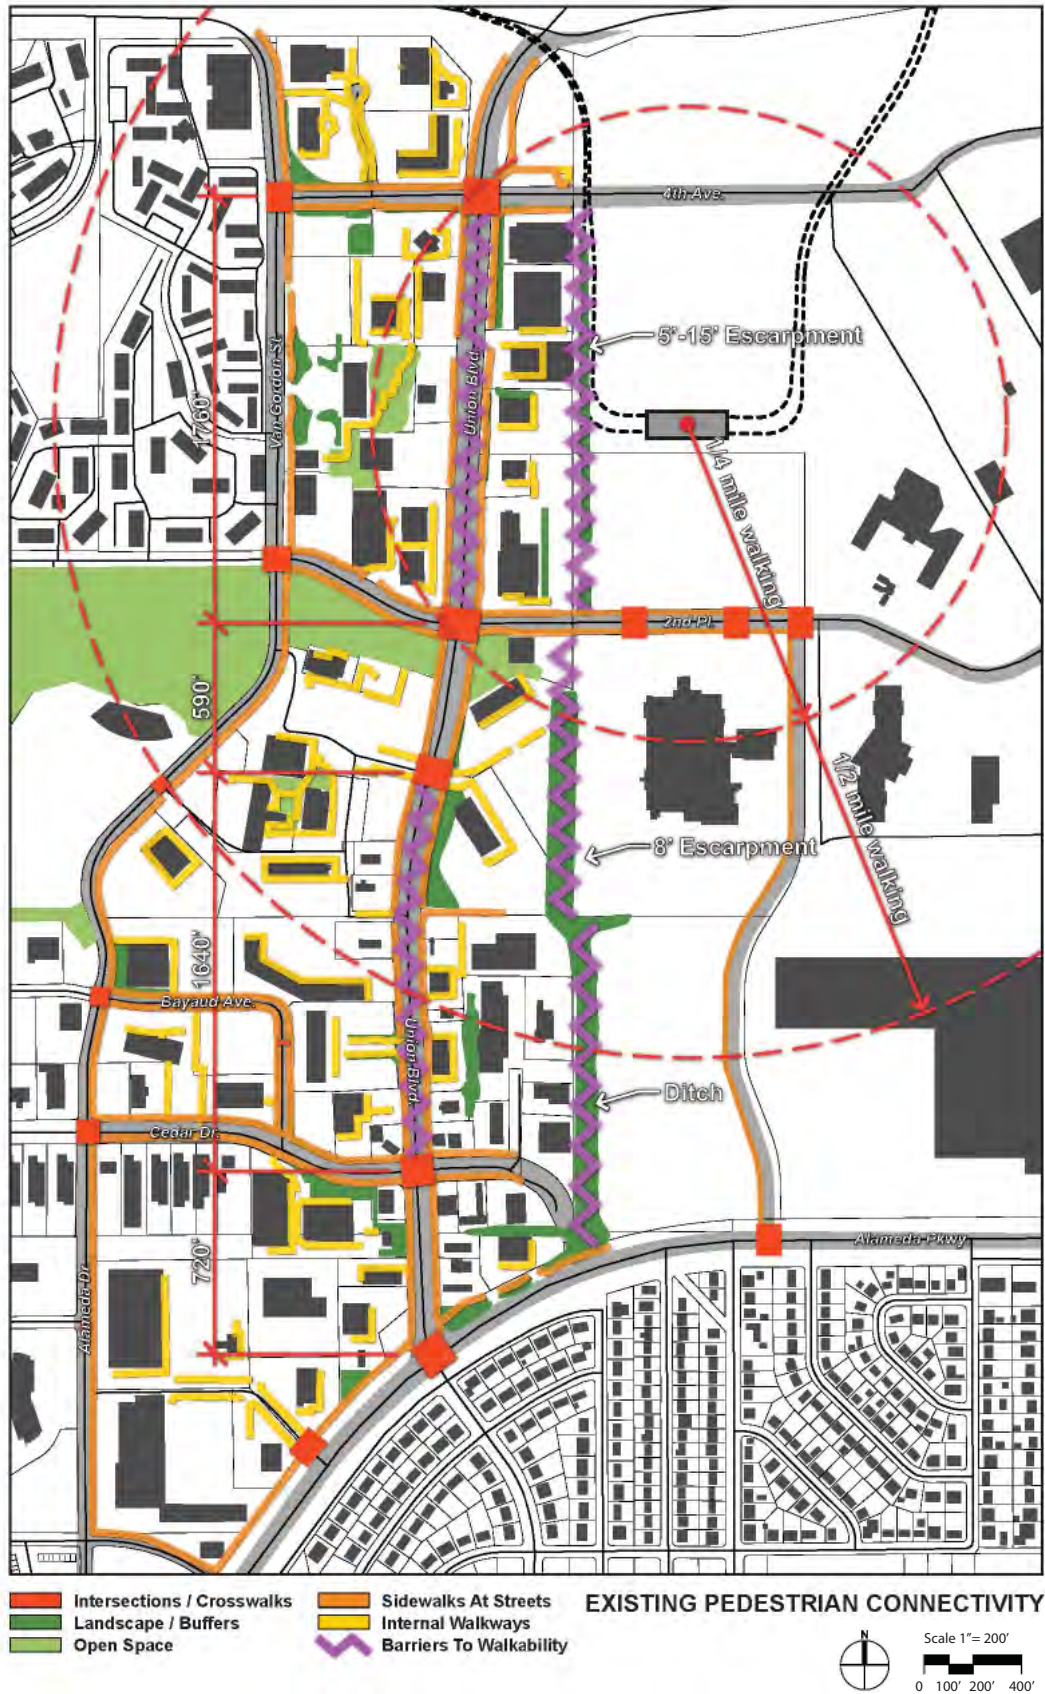 4th Ave.
5'-15' Escarpment
Van Gordon St.
Union Blvd.
1760'
1/4 mile walking
2nd Pl.
590'
1/2 mile walking
8' Escarpment
1640'
Bayaud Ave.
Union Blvd.
Ditch
Cedar Dr.
720'
Alameda Pkwy
Alameda Dr.
Intersections / Crosswalks
Landscape / Buffers
Open Space
Sidewalks At Streets
Internal Walkways
Barriers To Walkability
EXISTING PEDESTRIAN CONNECTIVITY
N
Scale 1"= 200'
0 100' 200' 400'